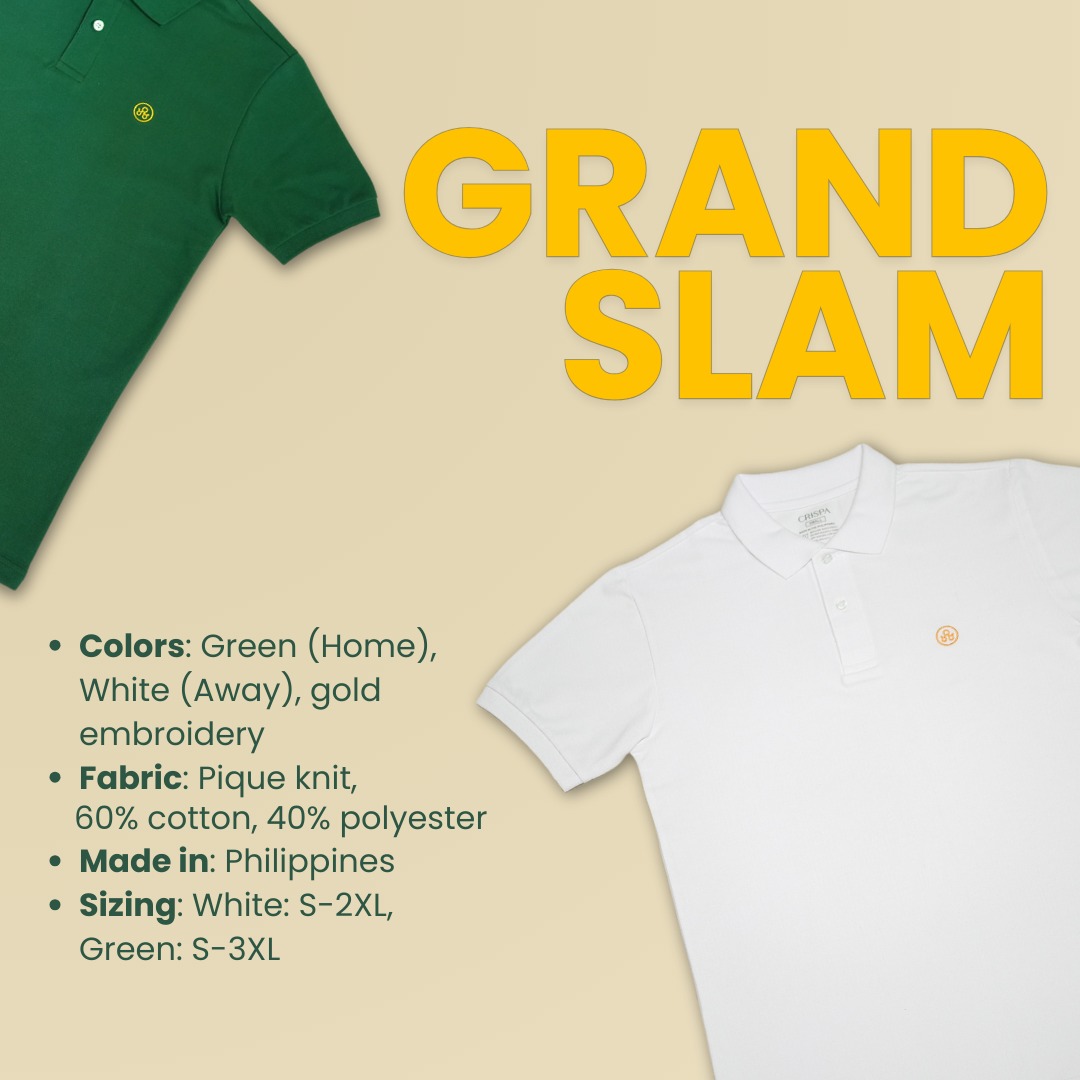 GRAND
SLAM
CRISPA
• Colors: Green (Home),
White (Away), gold
embroidery
• Fabric: Pique knit,
60% cotton, 40% polyester
• Made in: Philippines
• Sizing: White: S-2XL,
Green: S-3XL